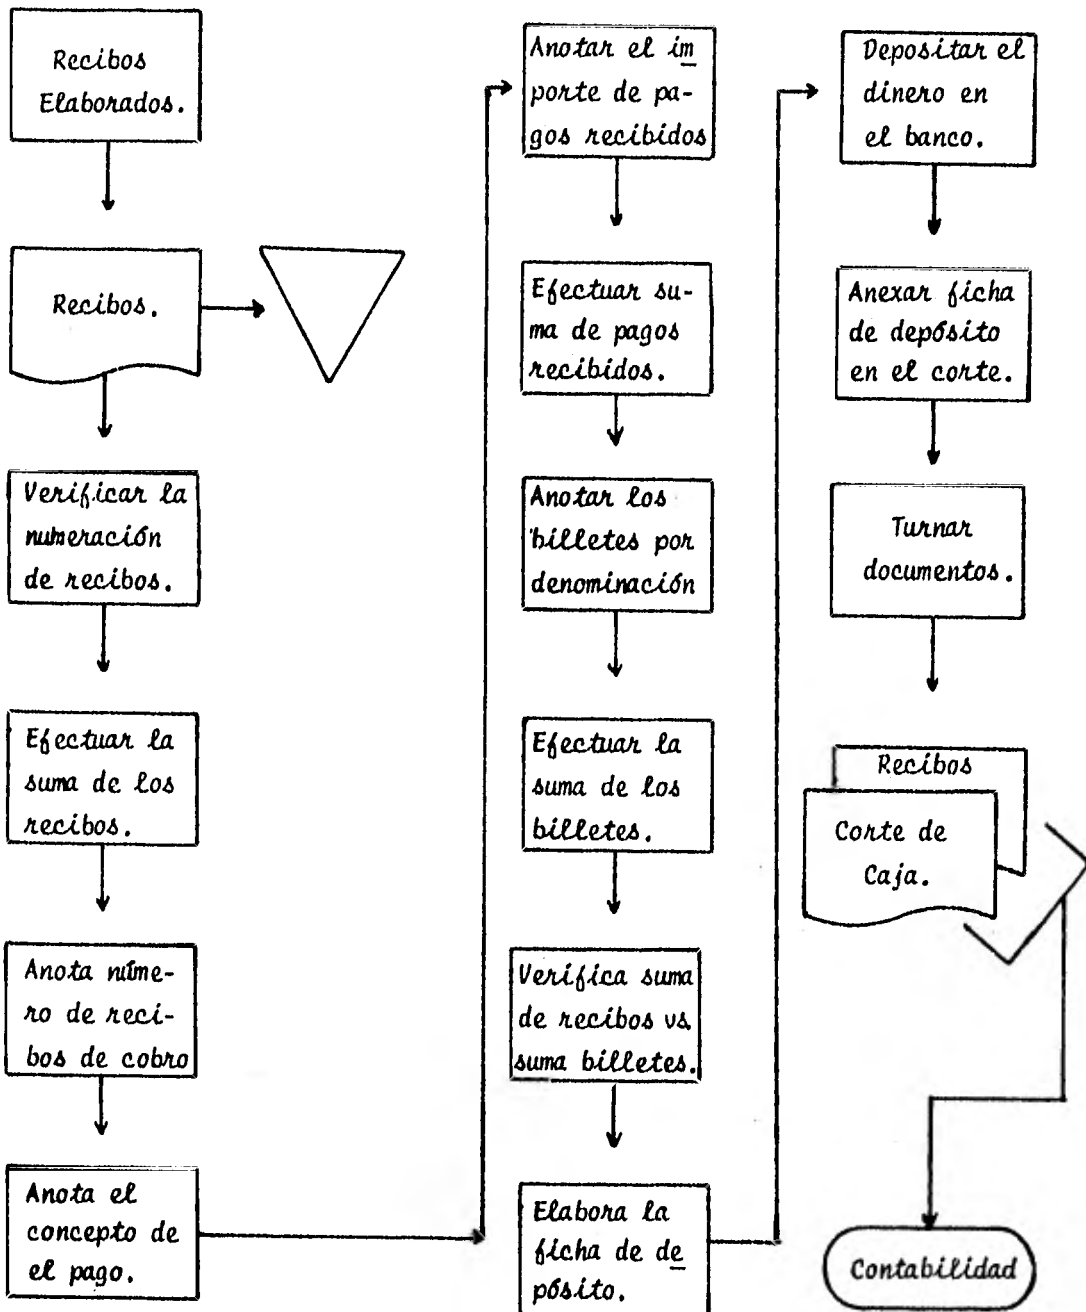 Recibos
Elaborados.
Recibos.
Verificar la
numeración
de recibos.
Efectuar la
suma de los
recibos.
Anota núme-
ro de reci-
bos de cobro
Anota el
concepto de
el pago.
Anotar el im
porte de pa-
gos recibidos
Efectuar su-
ma de pagos
recibidos.
Anotar los
billetes por
denominación
Efectuar la
suma de los
billetes.
Verifica suma
de recibos vs.
suma billetes.
Elabora la
ficha de de
pósito.
Depositar el
dinero en
el banco.
Anexar ficha
de depósito
en el corte.
Turnar
documentos.
Recibos
Corte de
Caja.
Contabilidad